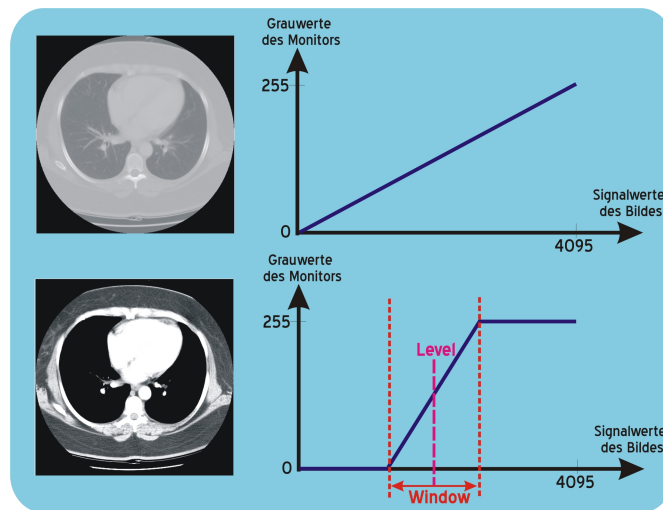 Grauwerte
des Monitors
255
Signalwerte
des Bildes
0
4095
Grauwerte
des Monitors
255
Level
Signalwerte
des Bildes
0
4095
Window